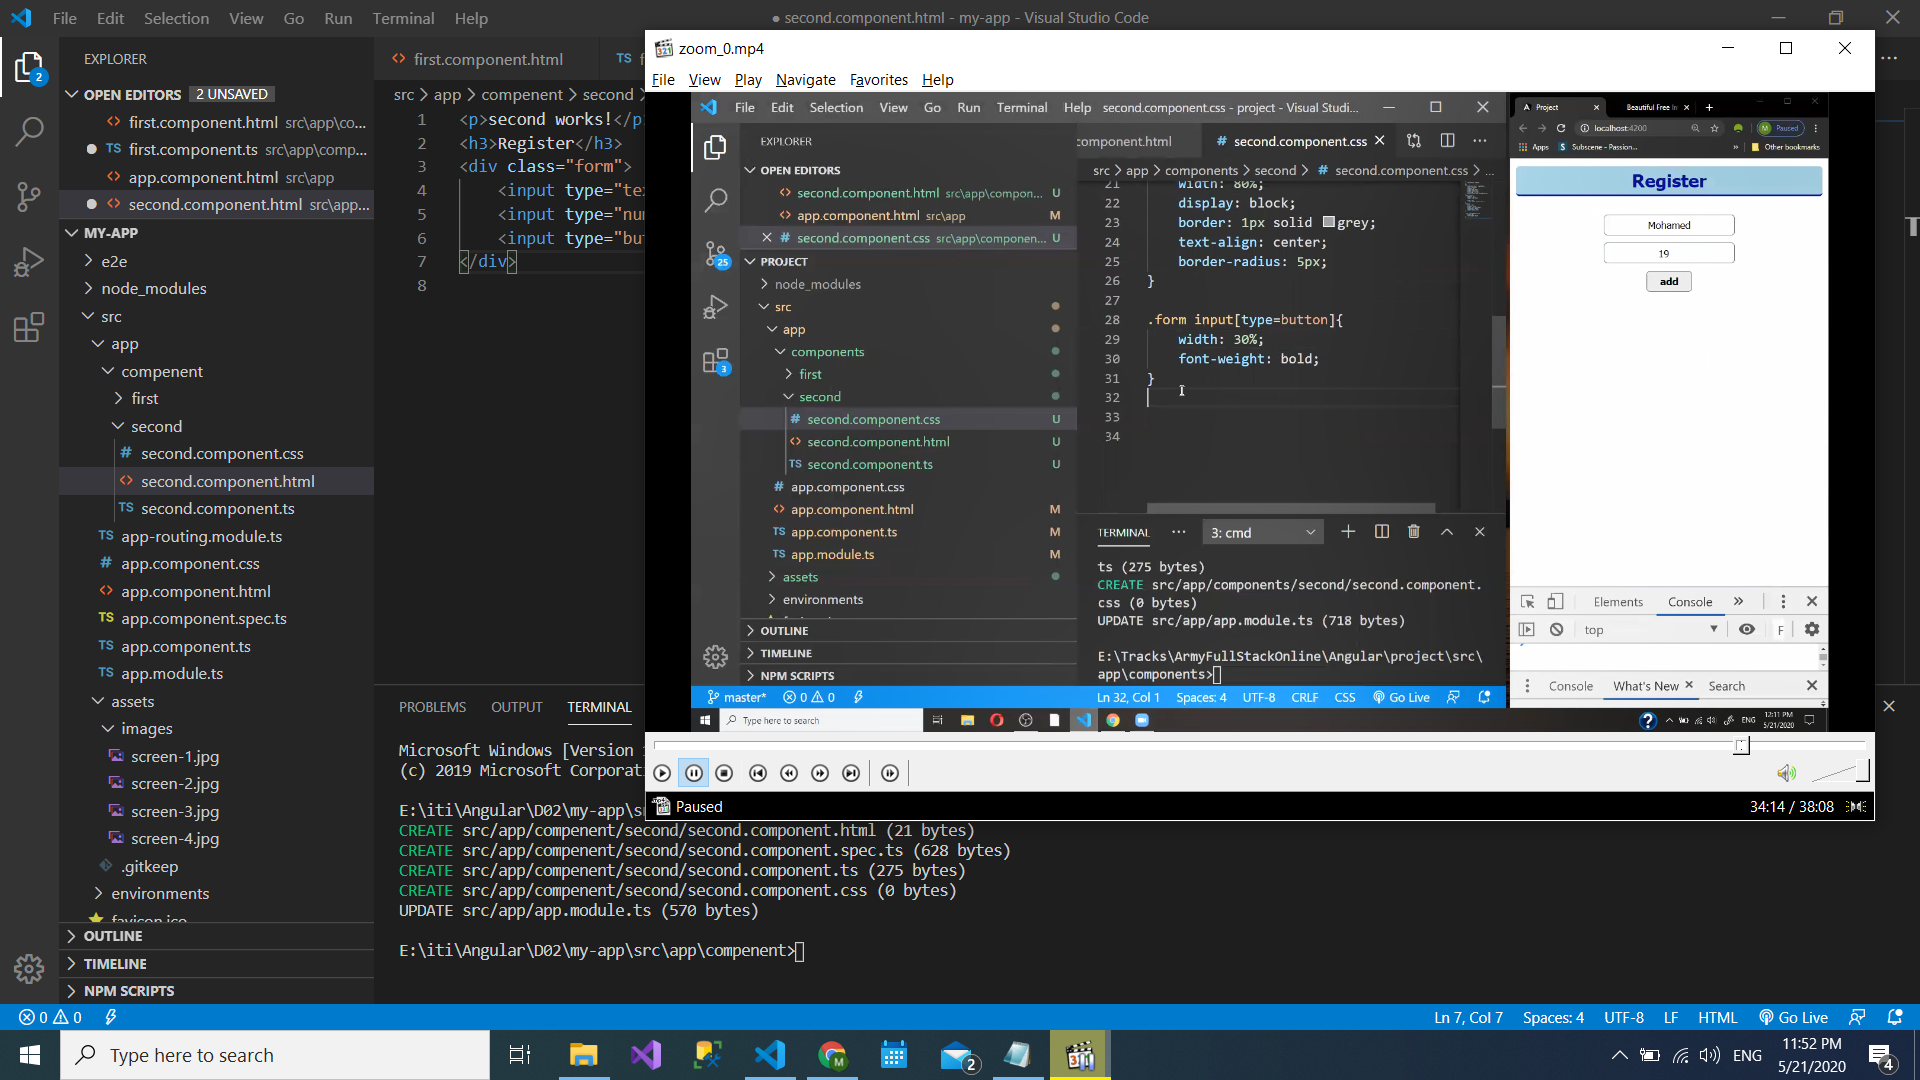 File Edit Selection View Go Run Terminal Help
● second.component.html - my-app - Visual Studio Code
2
EXPLORER
OPEN EDITORS 2 UNSAVED
first.component.html src\app\co...
TS first.component.ts src\app\comp...
app.component.html src\app
second.component.html src\app...
MY-APP
e2e
node_modules
src
app
compenent
first
second
# second.component.css
second.component.html
TS second.component.ts
TS app-routing.module.ts
# app.component.css
app.component.html
TS app.component.spec.ts
TS app.component.ts
TS app.module.ts
assets
images
screen-1.jpg
screen-2.jpg
screen-3.jpg
screen-4.jpg
.gitkeep
environments
favicon.ico
OUTLINE
TIMELINE
NPM SCRIPTS
first.component.html TS
src > app > compenent > second >
1 <p>second works!</p
2 <h3>Register</h3>
3 <div class="form">
4 <input type="te
5 <input type="nu
6 <input type="bu
7 </div>
8
PROBLEMS OUTPUT TERMINAL
Microsoft Windows [Version
(c) 2019 Microsoft Corporat
E:\iti\Angular\D02\my-app\s
CREATE src/app/compenent/second/second.component.html (21 bytes)
CREATE src/app/compenent/second/second.component.spec.ts (628 bytes)
CREATE src/app/compenent/second/second.component.ts (275 bytes)
CREATE src/app/compenent/second/second.component.css (0 bytes)
UPDATE src/app/app.module.ts (570 bytes)
E:\iti\Angular\D02\my-app\src\app\compenent>
zoom_0.mp4
File View Play Navigate Favorites Help
File Edit Selection View Go Run Terminal Help second.component.css - project - Visual Studi...
EXPLORER
OPEN EDITORS
second.component.html src\app\compon... U
app.component.html src\app M
# second.component.css src\app\componen... U
PROJECT
node_modules
src
app
components
first
second
# second.component.css U
second.component.html U
TS second.component.ts U
# app.component.css
app.component.html M
TS app.component.ts M
TS app.module.ts M
assets
environments
OUTLINE
TIMELINE
NPM SCRIPTS
25
3
component.html # second.component.css
src > app > components > second > # second.component.css > ...
21 width: 80%;
22 display: block;
23 border: 1px solid grey;
24 text-align: center;
25 border-radius: 5px;
26 }
27
28 .form input[type=button]{
29 width: 30%;
30 font-weight: bold;
31 }
32
33
34
TERMINAL ... 3: cmd
ts (275 bytes)
CREATE src/app/components/second/second.component.
css (0 bytes)
UPDATE src/app/app.module.ts (718 bytes)
E:\Tracks\ArmyFullStackOnline\Angular\project\src\
app\components>
master* 0 0 Ln 32, Col 1 Spaces: 4 UTF-8 CRLF CSS Go Live
Type here to search
ENG 12:11 PM
5/21/2020
Project Beautiful Free In
localhost:4200 M Paused
Apps Subscene - Passion... » Other bookmarks
Register
Mohamed
19
add
Elements Console »
top F
Console What's New Search
Paused 34:14 / 38:08
0 0 Ln 7, Col 7 Spaces: 4 UTF-8 LF HTML Go Live
Type here to search
2
ENG 11:52 PM
5/21/2020
4